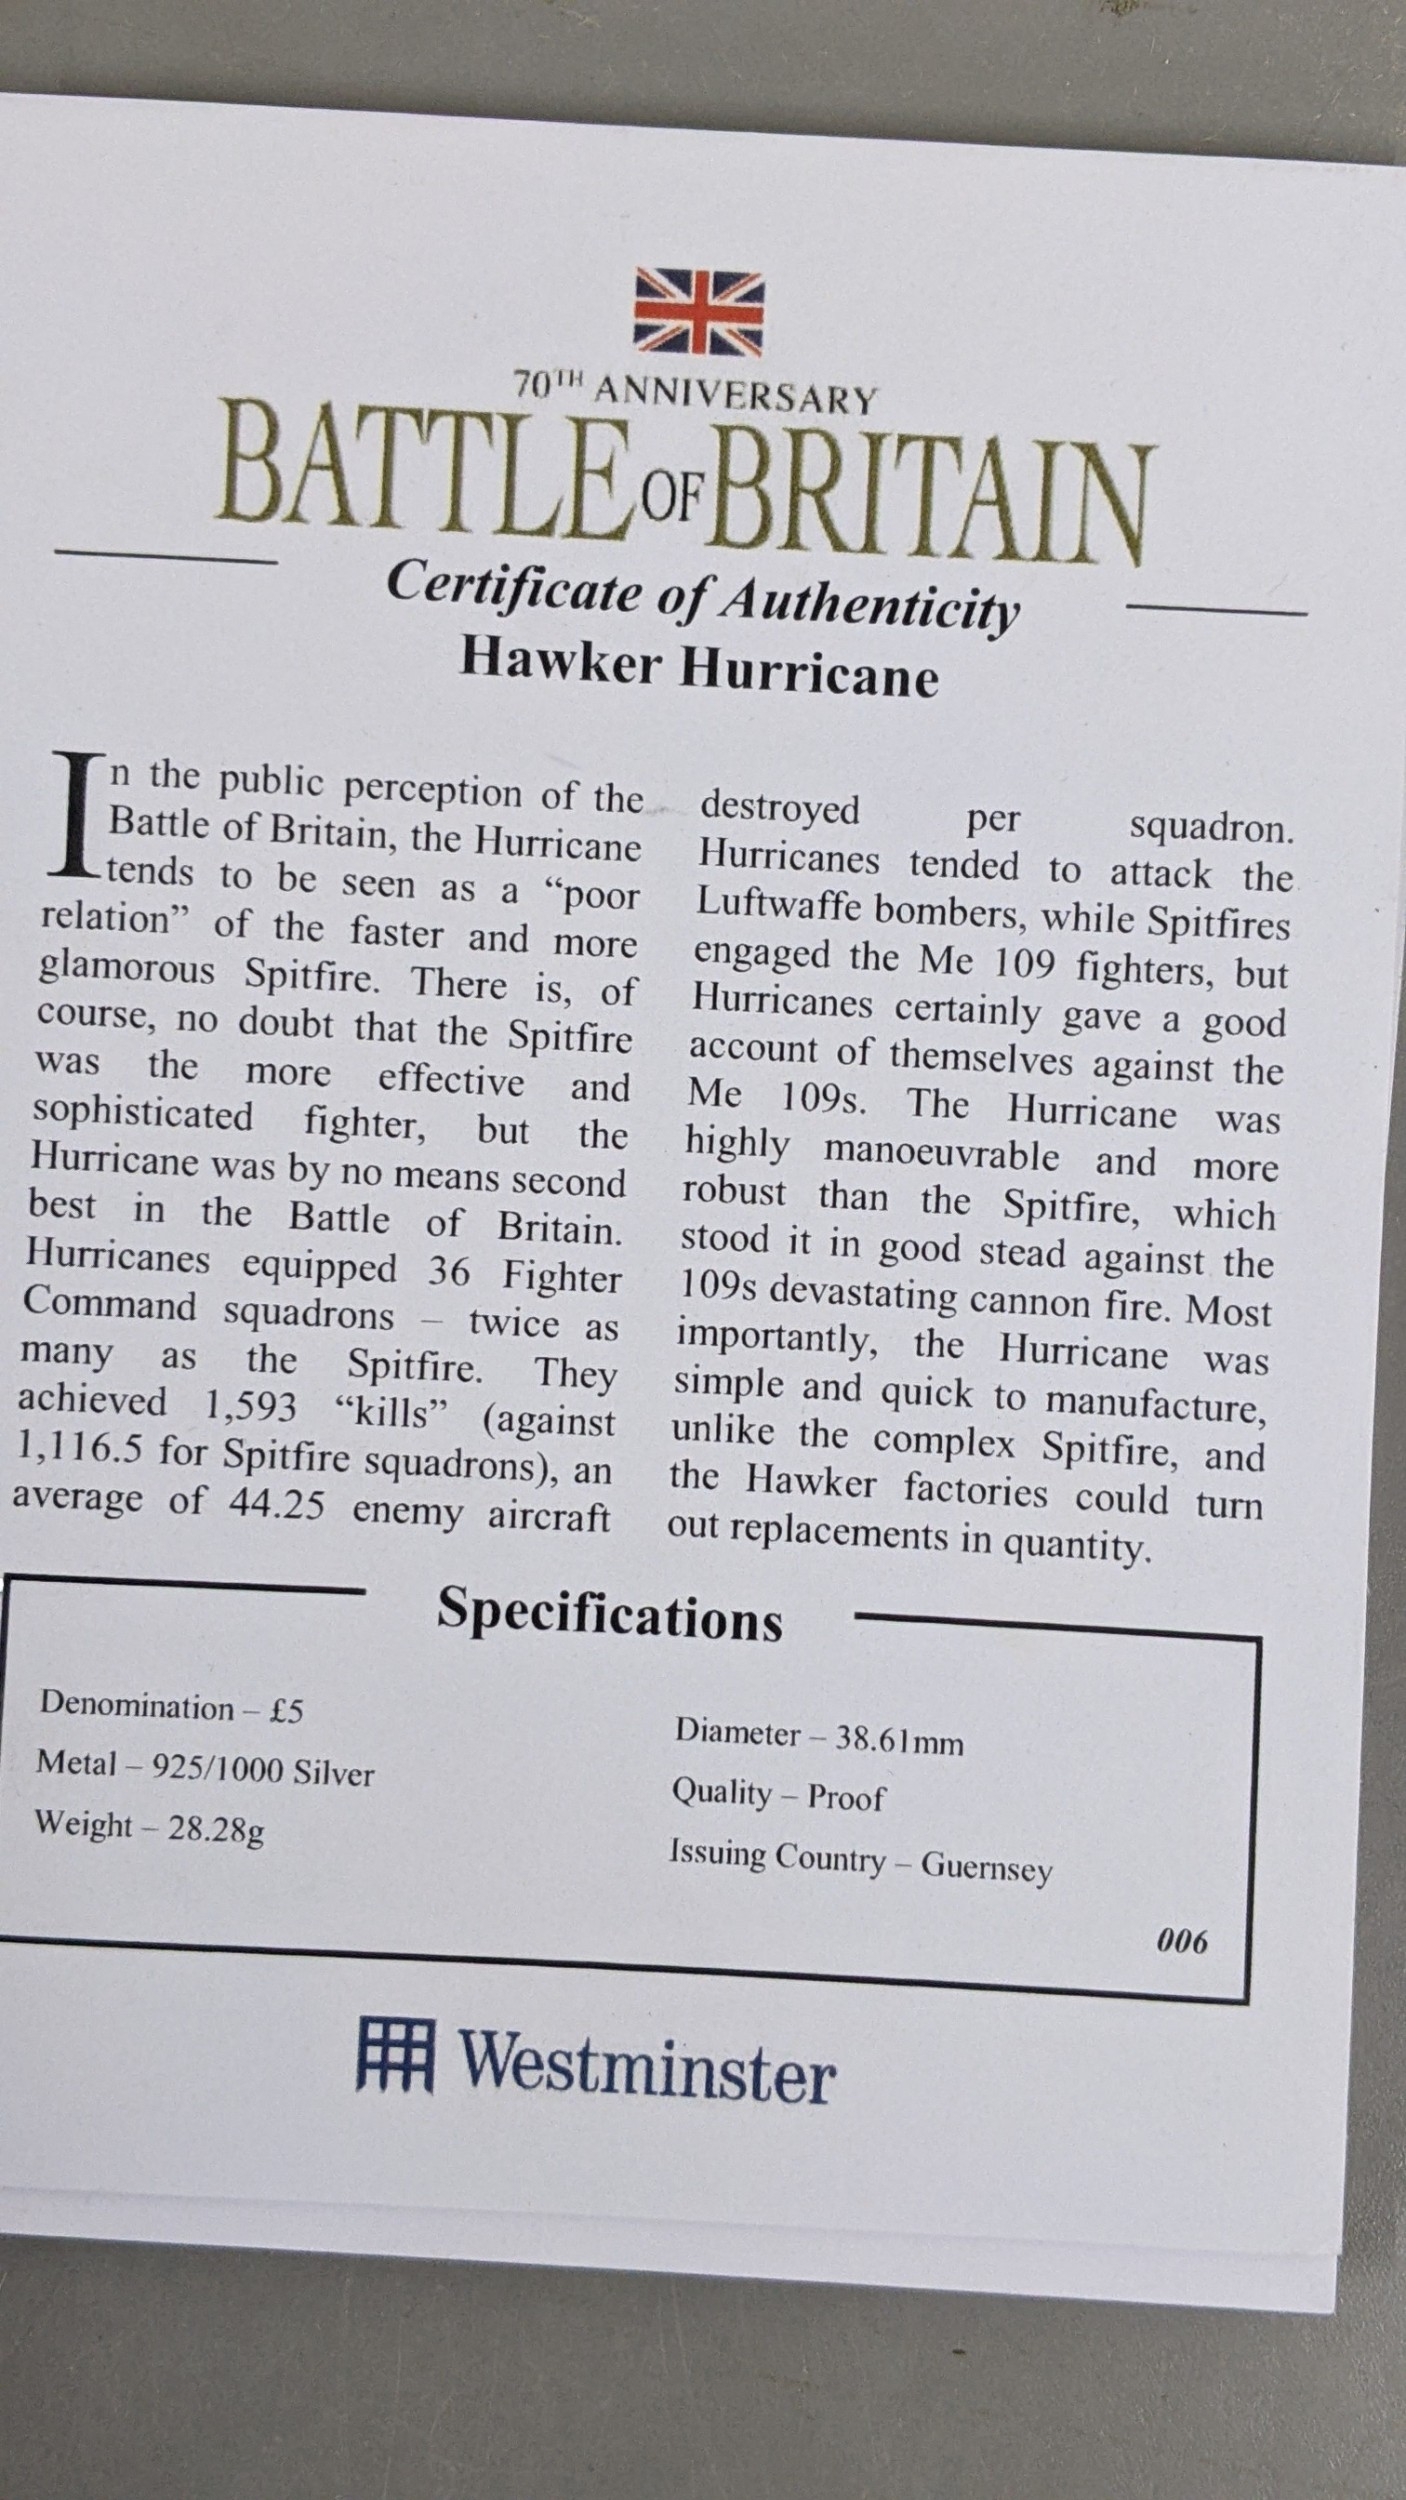 70TH ANNIVERSARY
BATTLE OF BRITAIN
Certificate of Authenticity
Hawker Hurricane
In the public perception of the
Battle of Britain, the Hurricane
tends to be seen as a “poor
relation” of the faster and more
glamorous Spitfire. There is, of
course, no doubt that the Spitfire
was the more effective and
sophisticated fighter, but the
Hurricane was by no means second
best in the Battle of Britain.
Hurricanes equipped 36 Fighter
Command squadrons – twice as
many as the Spitfire. They
achieved 1,593 “kills” (against
1,116.5 for Spitfire squadrons), an
average of 44.25 enemy aircraft
destroyed per squadron.
Hurricanes tended to attack the
Luftwaffe bombers, while Spitfires
engaged the Me 109 fighters, but
Hurricanes certainly gave a good
account of themselves against the
Me 109s. The Hurricane was
highly manoeuvrable and more
robust than the Spitfire, which
stood it in good stead against the
109s devastating cannon fire. Most
importantly, the Hurricane was
simple and quick to manufacture,
unlike the complex Spitfire, and
the Hawker factories could turn
out replacements in quantity.
Specifications
Denomination – £5
Metal – 925/1000 Silver
Weight – 28.28g
Diameter – 38.61mm
Quality – Proof
Issuing Country – Guernsey
006
Westminster